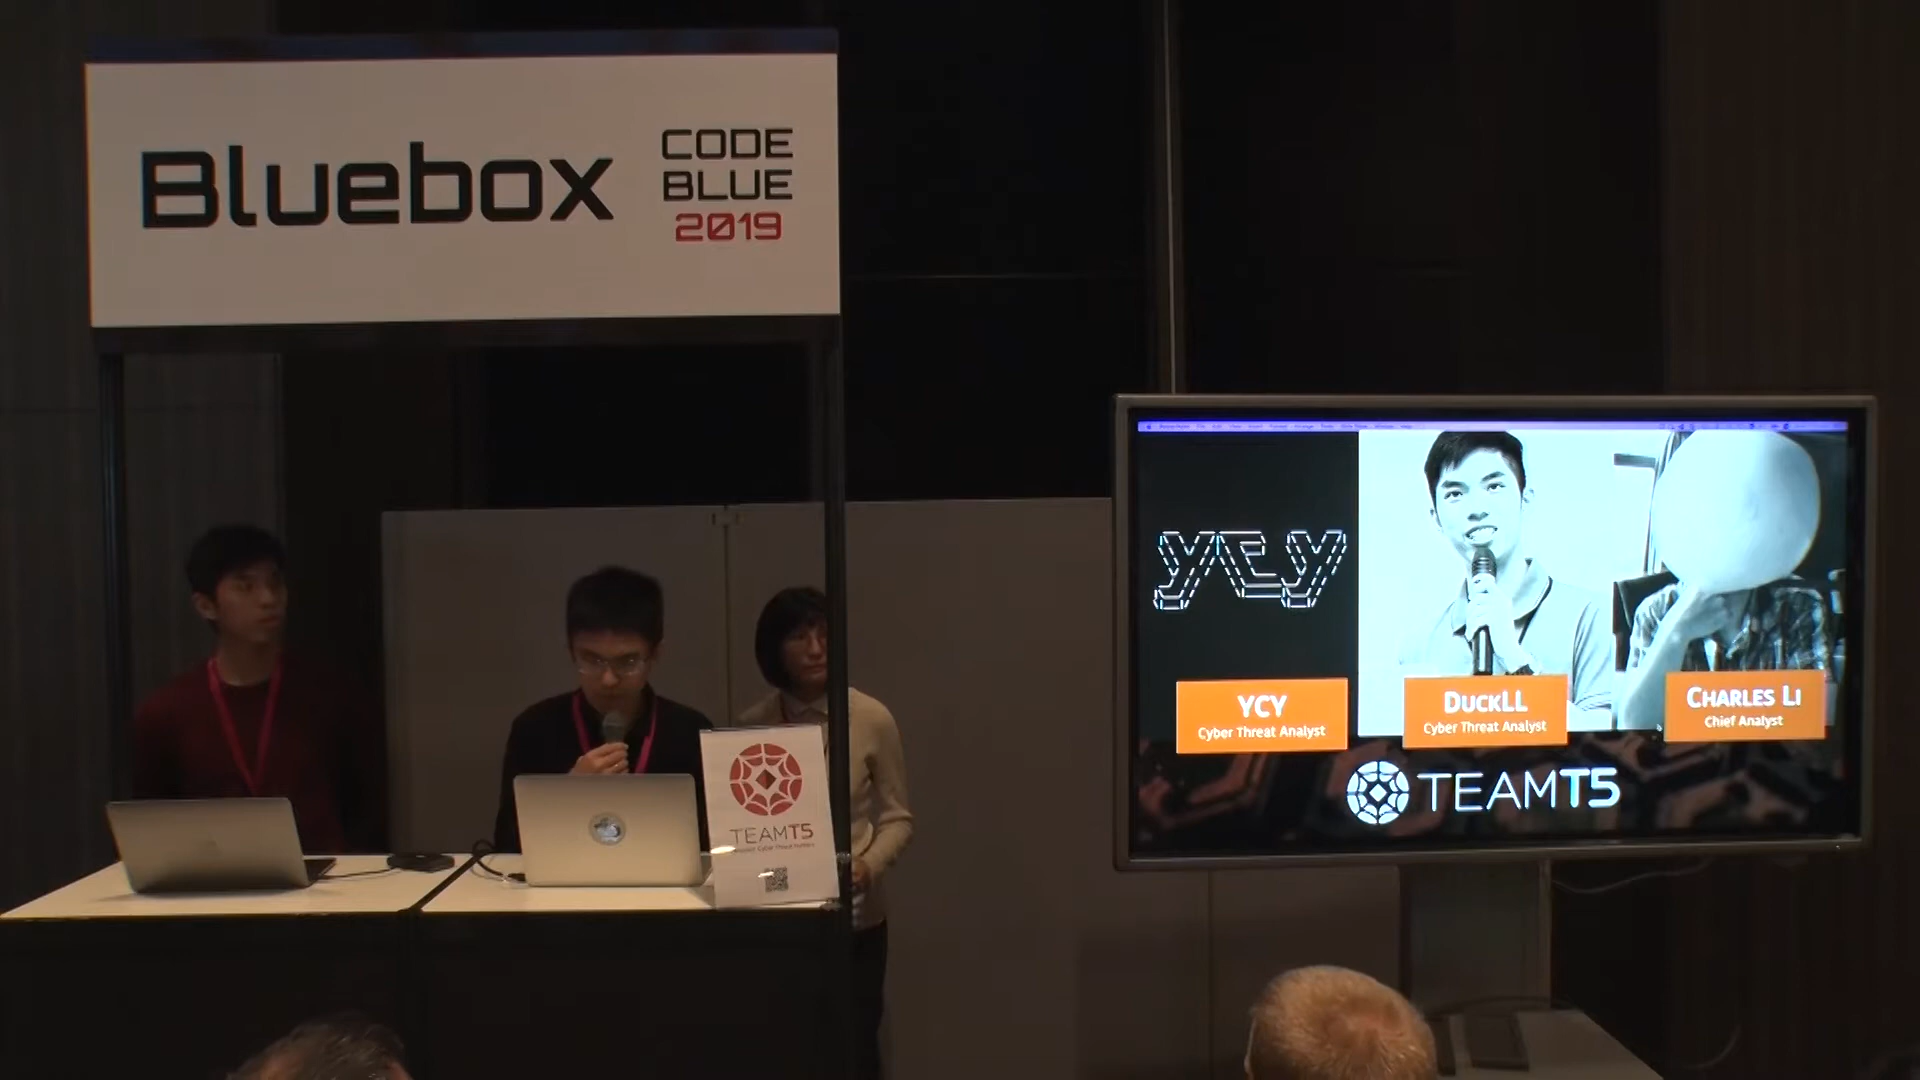 Bluebox
CODE
BLUE
2019
ycy
YCY
Cyber Threat Analyst
DuckLL
Cyber Threat Analyst
Charles Li
Chief Analyst
TEAMT5
TEAMT5